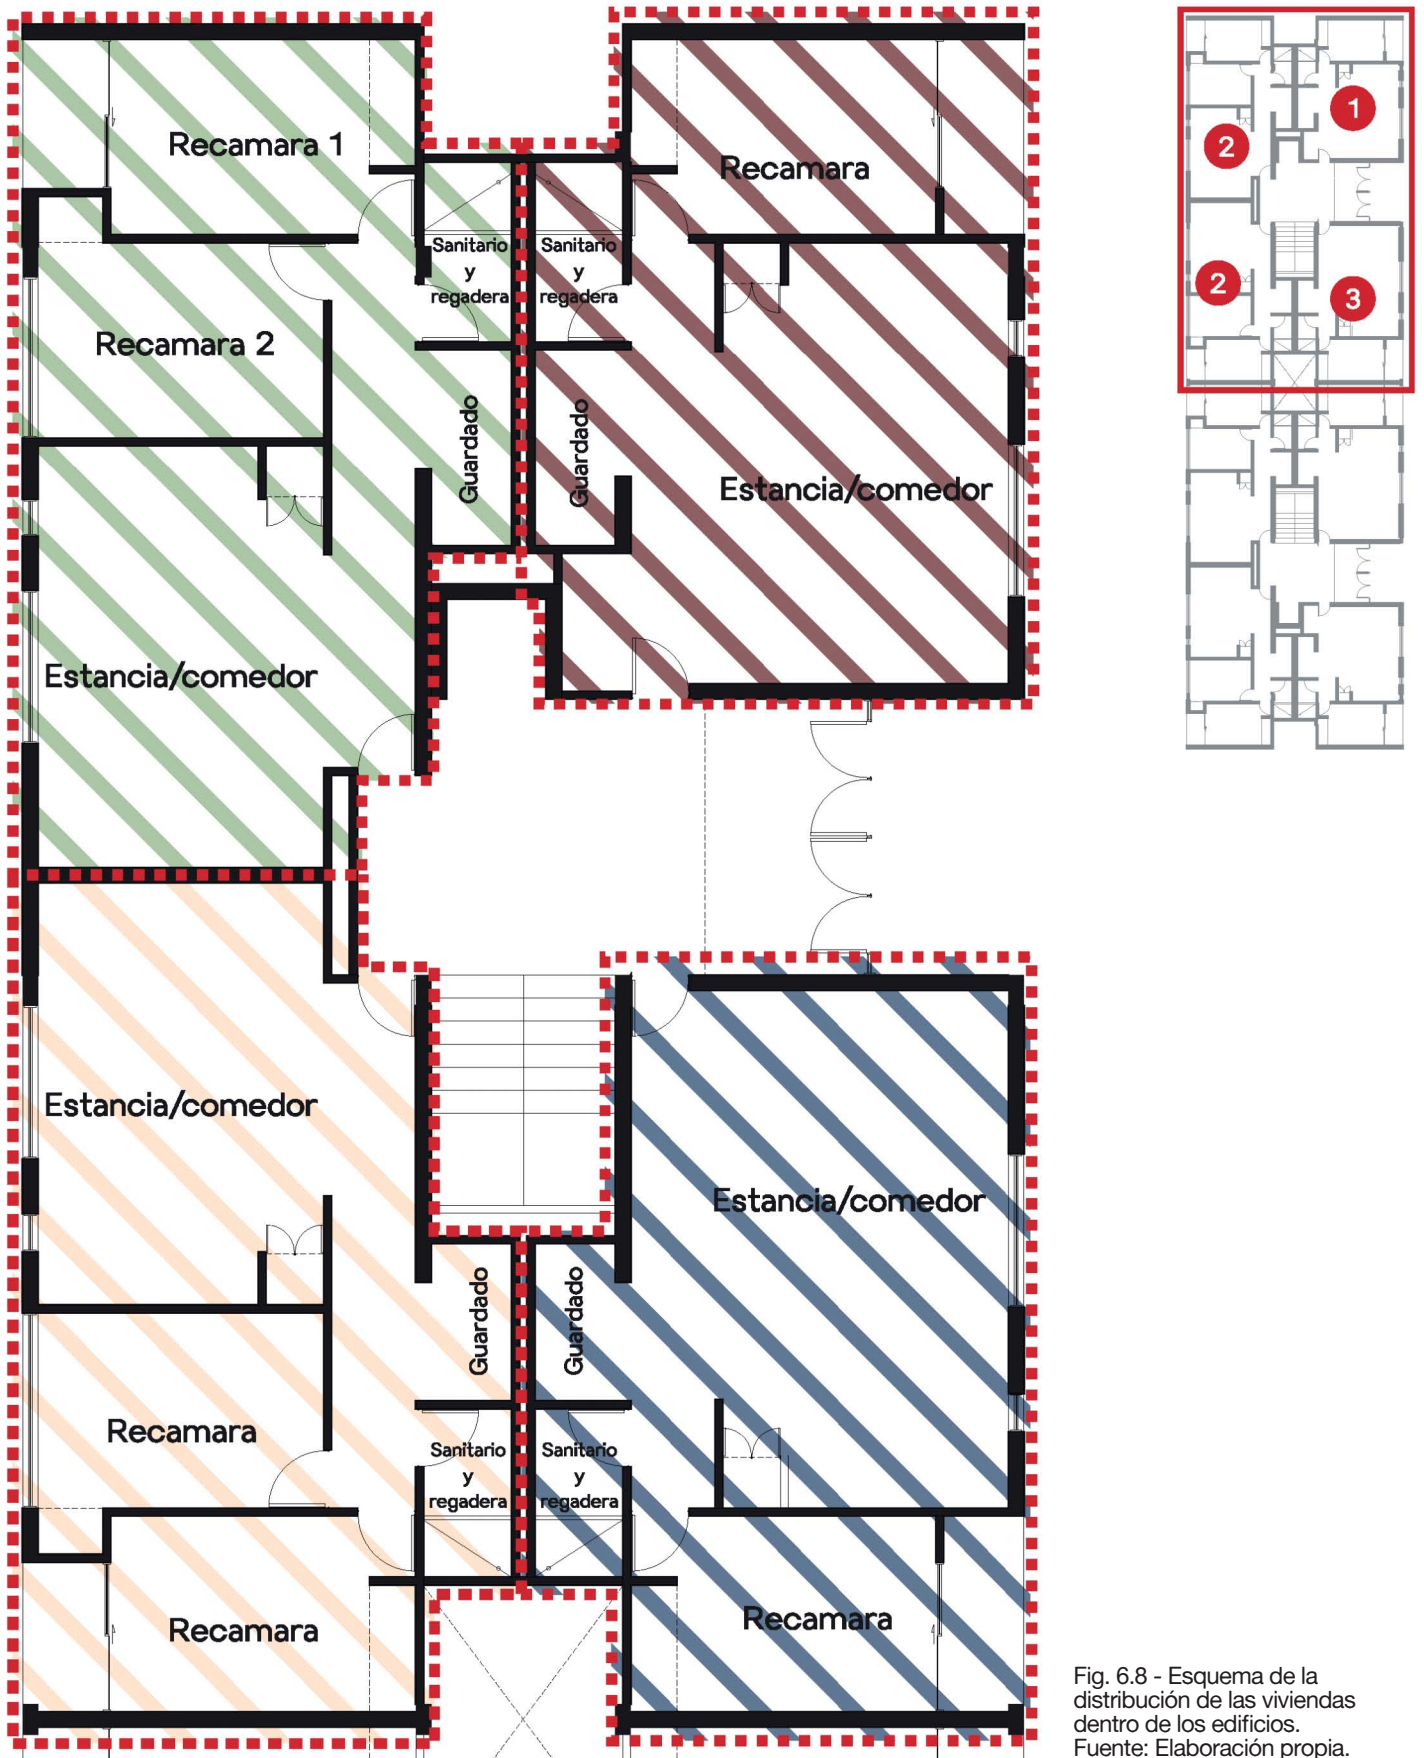 Recamara 1
Recamara
Sanitario
y
regadera
Sanitario
y
regadera
Recamara 2
Guardado
Guardado
Estancia/comedor
Estancia/comedor
Estancia/comedor
Estancia/comedor
Guardado
Guardado
Recamara
Sanitario
y
regadera
Sanitario
y
regadera
Recamara
Recamara
1
2
2
3
Fig. 6.8 - Esquema de la
distribución de las viviendas
dentro de los edificios.
Fuente: Elaboración propia.